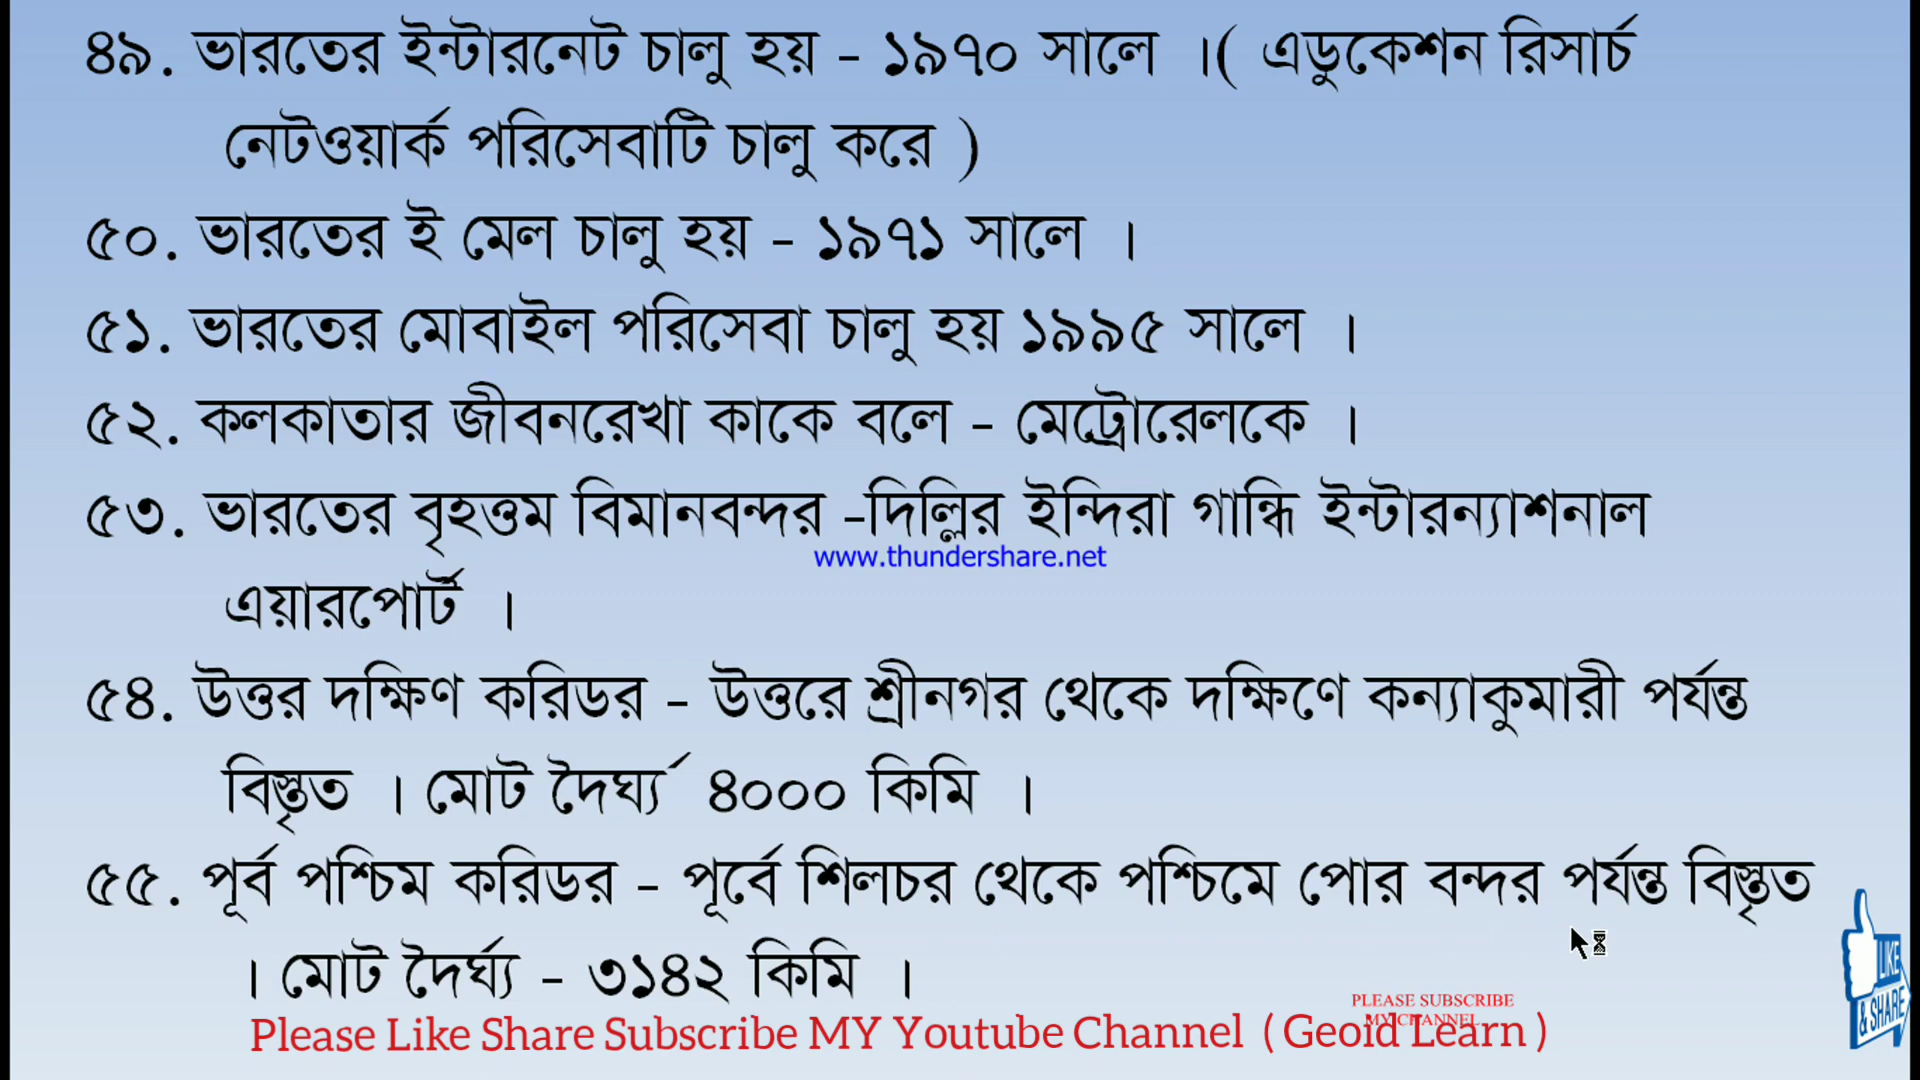 ৪৯. ভারতের ইন্টারনেট চালু হয় - ১৯৭০ সালে ।( এডুকেশন রিসার্চ
নেটওয়ার্ক পরিসেবাটি চালু করে )
৫০. ভারতের ই মেল চালু হয় - ১৯৭১ সালে ।
৫১. ভারতের মোবাইল পরিসেবা চালু হয় ১৯৯৫ সালে ।
৫২. কলকাতার জীবনরেখা কাকে বলে - মেট্রোরেলকে ।
৫৩. ভারতের বৃহত্তম বিমানবন্দর -দিল্লির ইন্দিরা গান্ধি ইন্টারন্যাশনাল
www.thundershare.net
এয়ারপোর্ট ।
৫৪. উত্তর দক্ষিণ করিডর - উত্তরে শ্রীনগর থেকে দক্ষিণে কন্যাকুমারী পর্যন্ত
বিস্তৃত । মোট দৈর্ঘ্য ৪০০০ কিমি ।
৫৫. পূর্ব পশ্চিম করিডর - পূর্বে শিলচর থেকে পশ্চিমে পোর বন্দর পর্যন্ত বিস্তৃত
। মোট দৈর্ঘ্য - ৩১৪২ কিমি ।
PLEASE SUBSCRIBE
MY CHANNEL
Please Like Share Subscribe MY Youtube Channel ( Geoid Learn )
LIKE
& SHARE